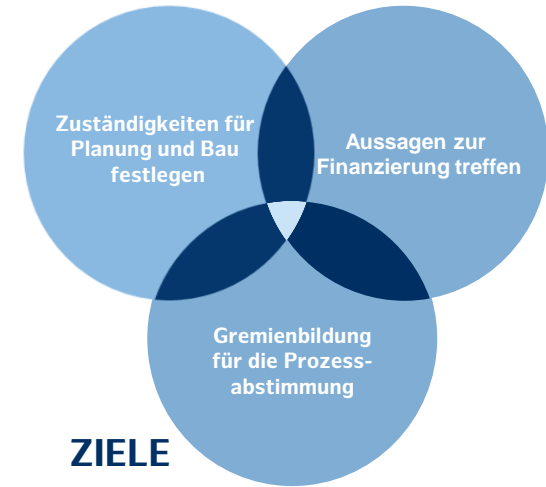 Zuständigkeiten für
Planung und Bau
festlegen
Aussagen zur
Finanzierung treffen
Gremienbildung
für die Prozess-
abstimmung
ZIELE